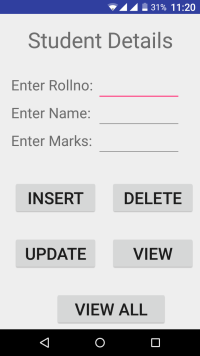 31% 11:20
Student Details
Enter Rollno:
Enter Name:
Enter Marks:
INSERT DELETE
UPDATE VIEW
VIEW ALL